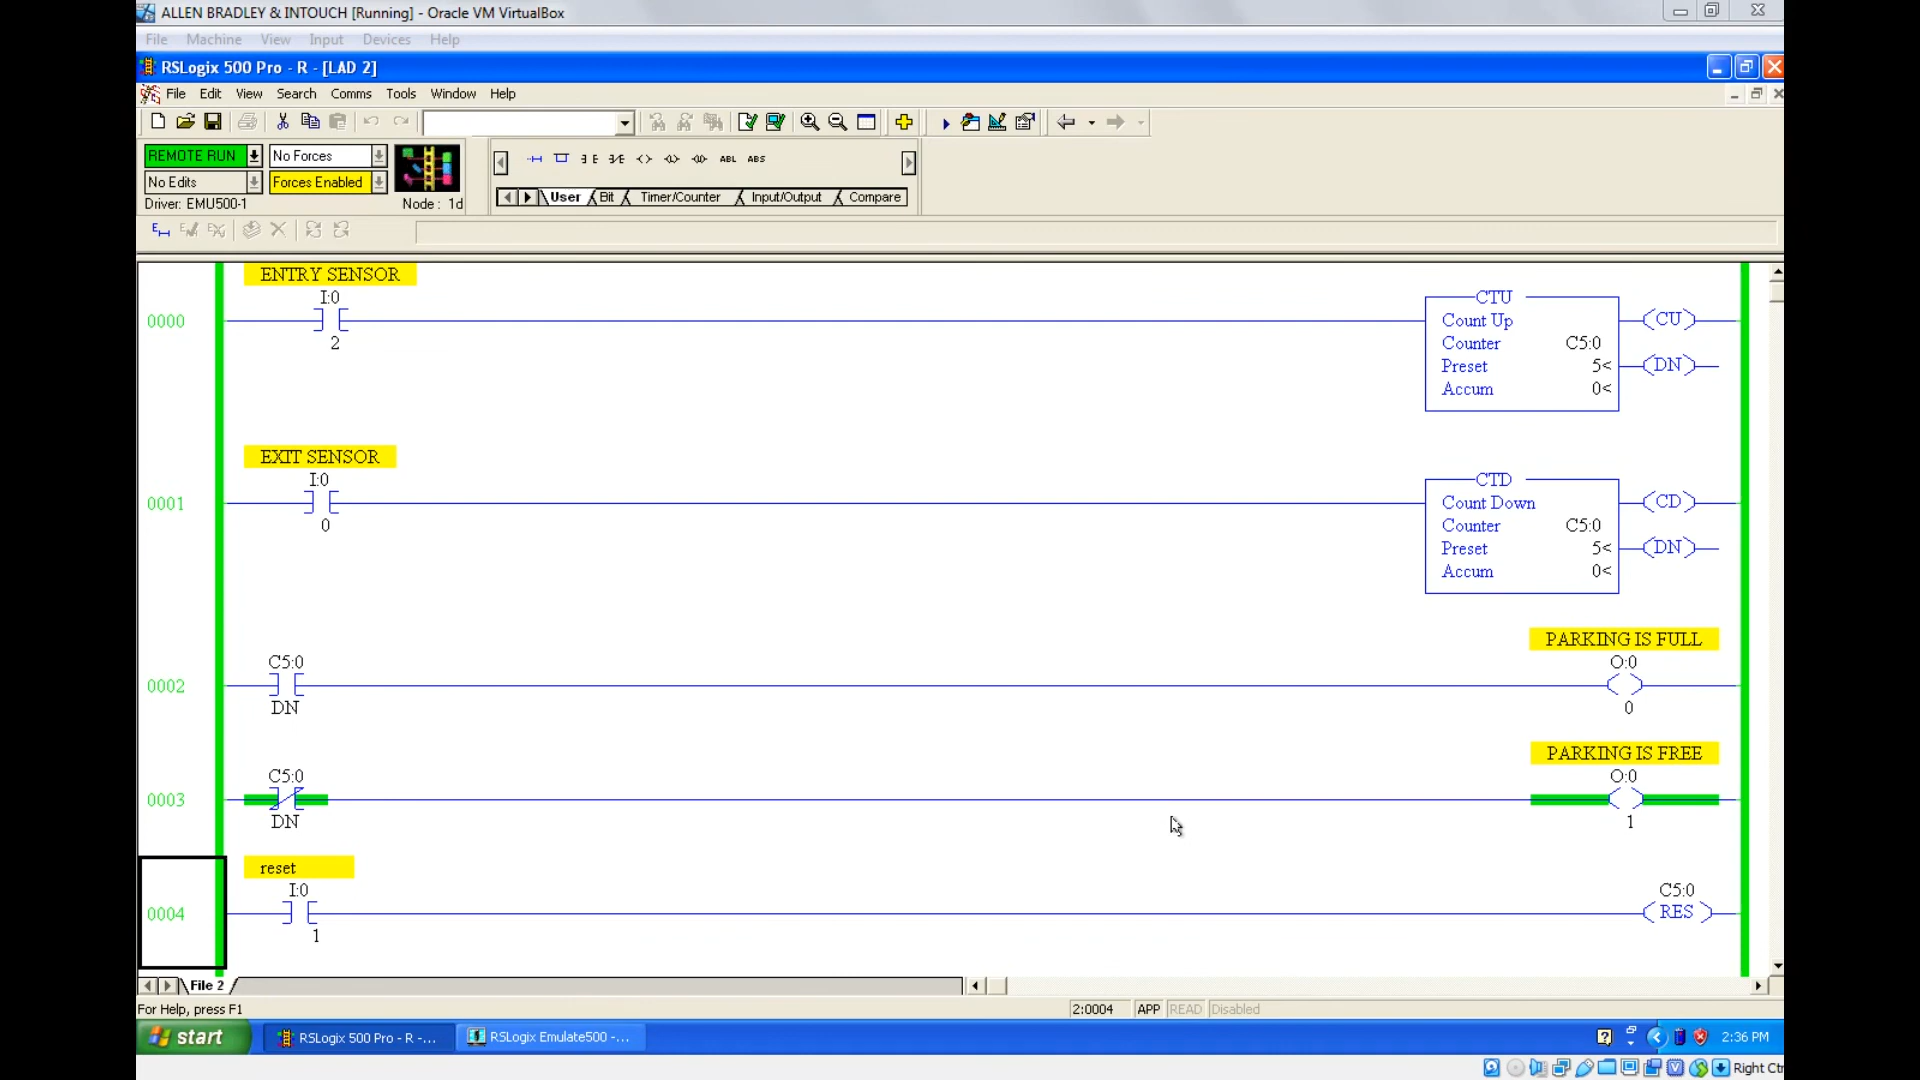 ALLEN BRADLEY & INTOUCH [Running] - Oracle VM VirtualBox
File Machine View Input Devices Help
RSLogix 500 Pro - R - [LAD 2]
File Edit View Search Comms Tools Window Help
REMOTE RUN No Forces
No Edits Forces Enabled
Driver: EMU500-1 Node : 1d
ABL ABS
User Bit Timer/Counter Input/Output Compare
ENTRY SENSOR
I:0
0000
2
CTU
Count Up
Counter C5:0
Preset 5<
Accum 0<
CU
DN
EXIT SENSOR
I:0
0001
0
CTD
Count Down
Counter C5:0
Preset 5<
Accum 0<
CD
DN
PARKING IS FULL
C5:0
O:0
0002
DN
0
PARKING IS FREE
C5:0
O:0
0003
DN
1
reset
I:0
C5:0
0004
RES
1
File 2
For Help, press F1
2:0004 APP READ Disabled
start RSLogix 500 Pro - R -... RSLogix Emulate500 -... 2:36 PM
Right Ctr